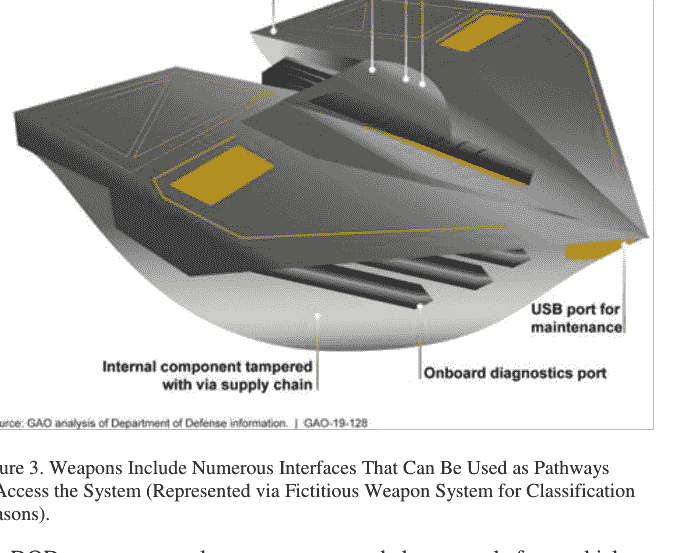 USB port for
maintenance
Internal component tampered
with via supply chain
Onboard diagnostics port
urce: GAO analysis of Department of Defense information. | GAO-19-128
ure 3. Weapons Include Numerous Interfaces That Can Be Used as Pathways
Access the System (Represented via Fictitious Weapon System for Classification
asons).